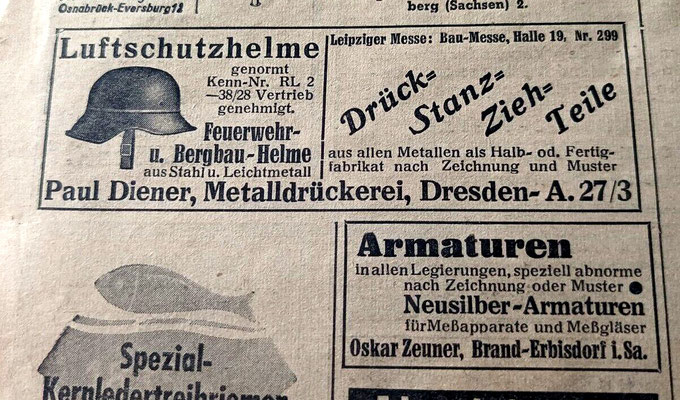 Osnabrück-Eversburg 18
berg (Sachsen) 2.
Luftschutzhelme
genormt
Kenn-Nr. RL 2
—38/28 Vertrieb
genehmigt.
Feuerwehr-
u. Bergbau-Helme
aus Stahl u. Leichtmetall
Leipziger Messe: Bau-Messe, Halle 19, Nr. 299
Drück=
Stanz=
Zieh=
Teile
aus allen Metallen als Halb- od. Fertig-
fabrikat nach Zeichnung und Muster
Paul Diener, Metalldrückerei, Dresden-A. 27/3
Armaturen
in allen Legierungen, speziell abnorme
nach Zeichnung oder Muster ●
Neusilber-Armaturen
für Meßapparate und Meßgläser
Oskar Zeuner, Brand-Erbisdorf i. Sa.
Spezial-
Kernledertreibriemen